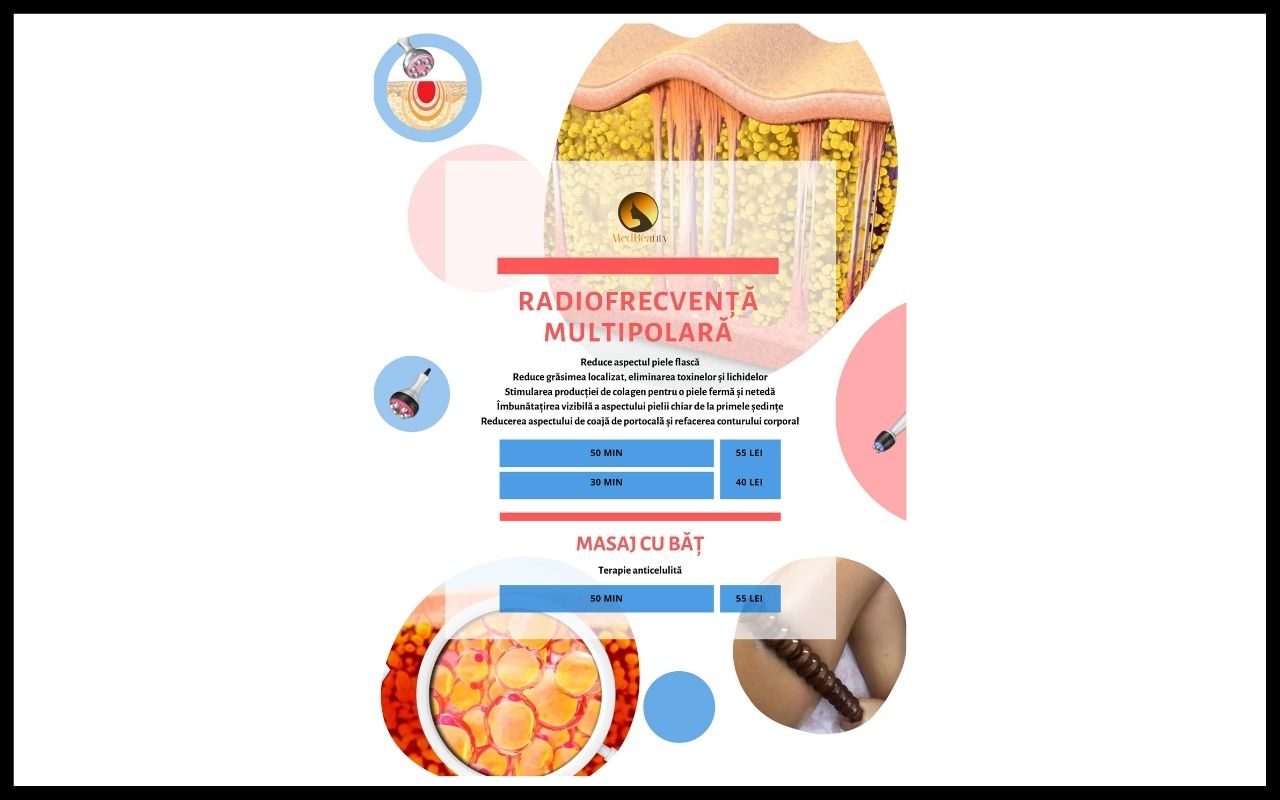 MedBeauty
RADIOFRECVENȚĂ
MULTIPOLARĂ
Reduce aspectul piele flască
Reduce grăsimea localizat, eliminarea toxinelor și lichidelor
Stimularea producției de colagen pentru o piele fermă și netedă
Îmbunătațirea vizibilă a aspectului pielii chiar de la primele ședințe
Reducerea aspectului de coajă de portocală și refacerea conturului corporal
50 MIN 55 LEI
30 MIN 40 LEI
MASAJ CU BĂȚ
Terapie anticelulită
50 MIN 55 LEI